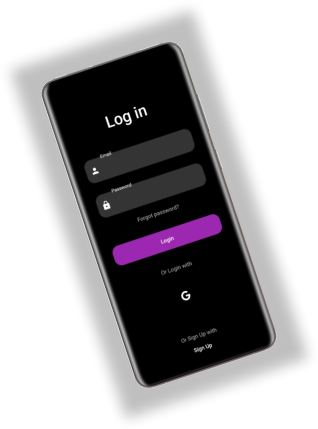 Log in
Email
Password
Forgot password?
Login
Or Login with
G
Or Sign Up with
Sign Up